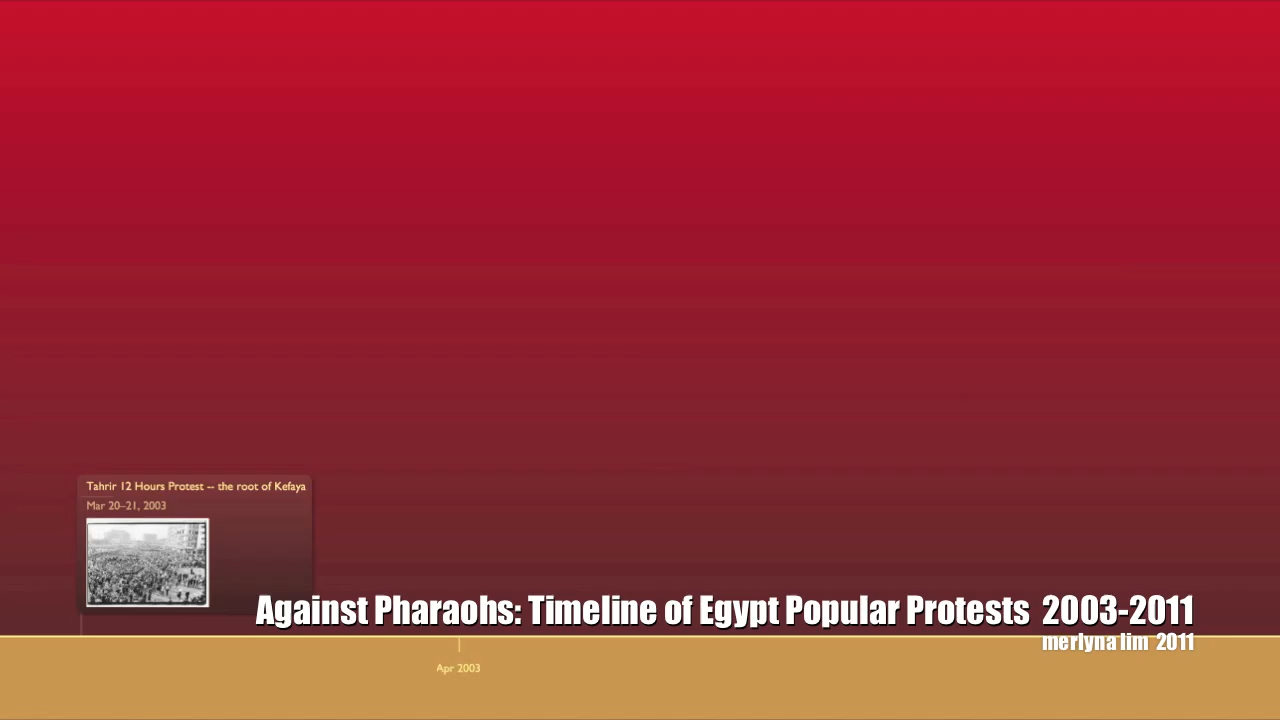 Tahrir 12 Hours Protest -- the root of Kefaya
Mar 20–21, 2003
Against Pharaohs: Timeline of Egypt Popular Protests 2003-2011
merlyna lim 2011
Apr 2003